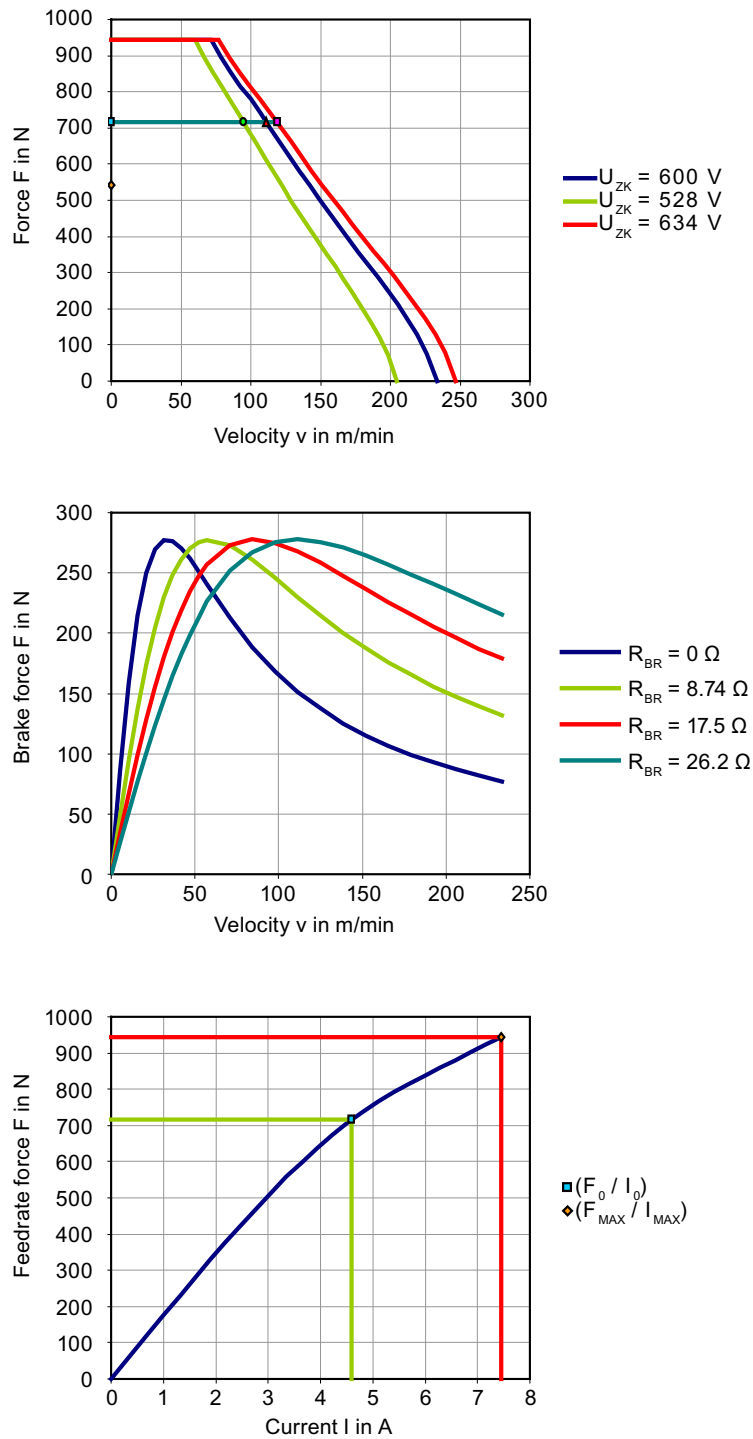 Force F in N
1000
900
800
700
600
500
400
300
200
100
0
0 50 100 150 200 250 300
Velocity v in m/min
U_ZK = 600 V
U_ZK = 528 V
U_ZK = 634 V
Brake force F in N
300
250
200
150
100
50
0
0 50 100 150 200 250
Velocity v in m/min
R_BR = 0 Ω
R_BR = 8.74 Ω
R_BR = 17.5 Ω
R_BR = 26.2 Ω
Feedrate force F in N
1000
900
800
700
600
500
400
300
200
100
0
0 1 2 3 4 5 6 7 8
Current I in A
(F_0 / I_0)
(F_MAX / I_MAX)